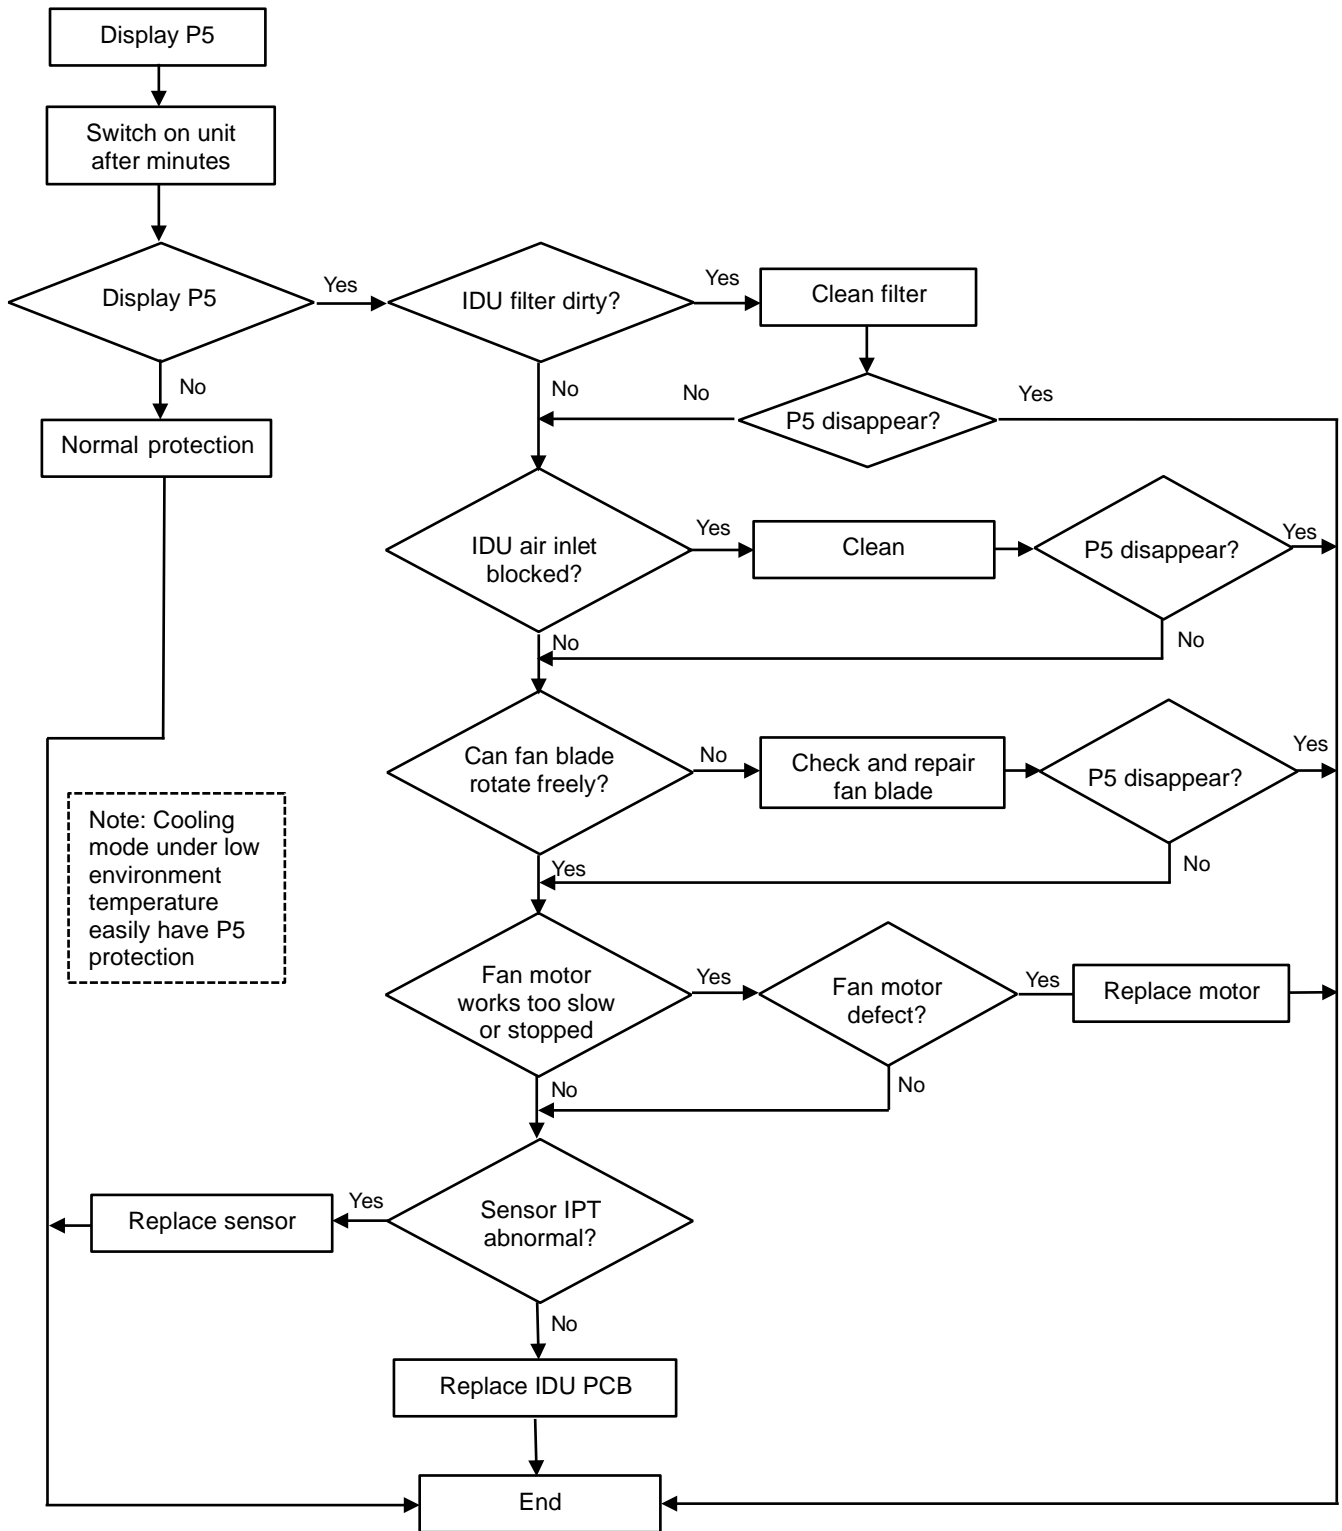 Display P5
Switch on unit
after minutes
Display P5
Yes
IDU filter dirty?
Yes
Clean filter
No
Normal protection
No
No
P5 disappear?
Yes
IDU air inlet
blocked?
Yes
Clean
P5 disappear?
Yes
No
No
Can fan blade
rotate freely?
No
Check and repair
fan blade
P5 disappear?
Yes
No
Yes
Note: Cooling
mode under low
environment
temperature
easily have P5
protection
Fan motor
works too slow
or stopped
Yes
Fan motor
defect?
Yes
Replace motor
No
No
Sensor IPT
abnormal?
Yes
Replace sensor
No
Replace IDU PCB
End